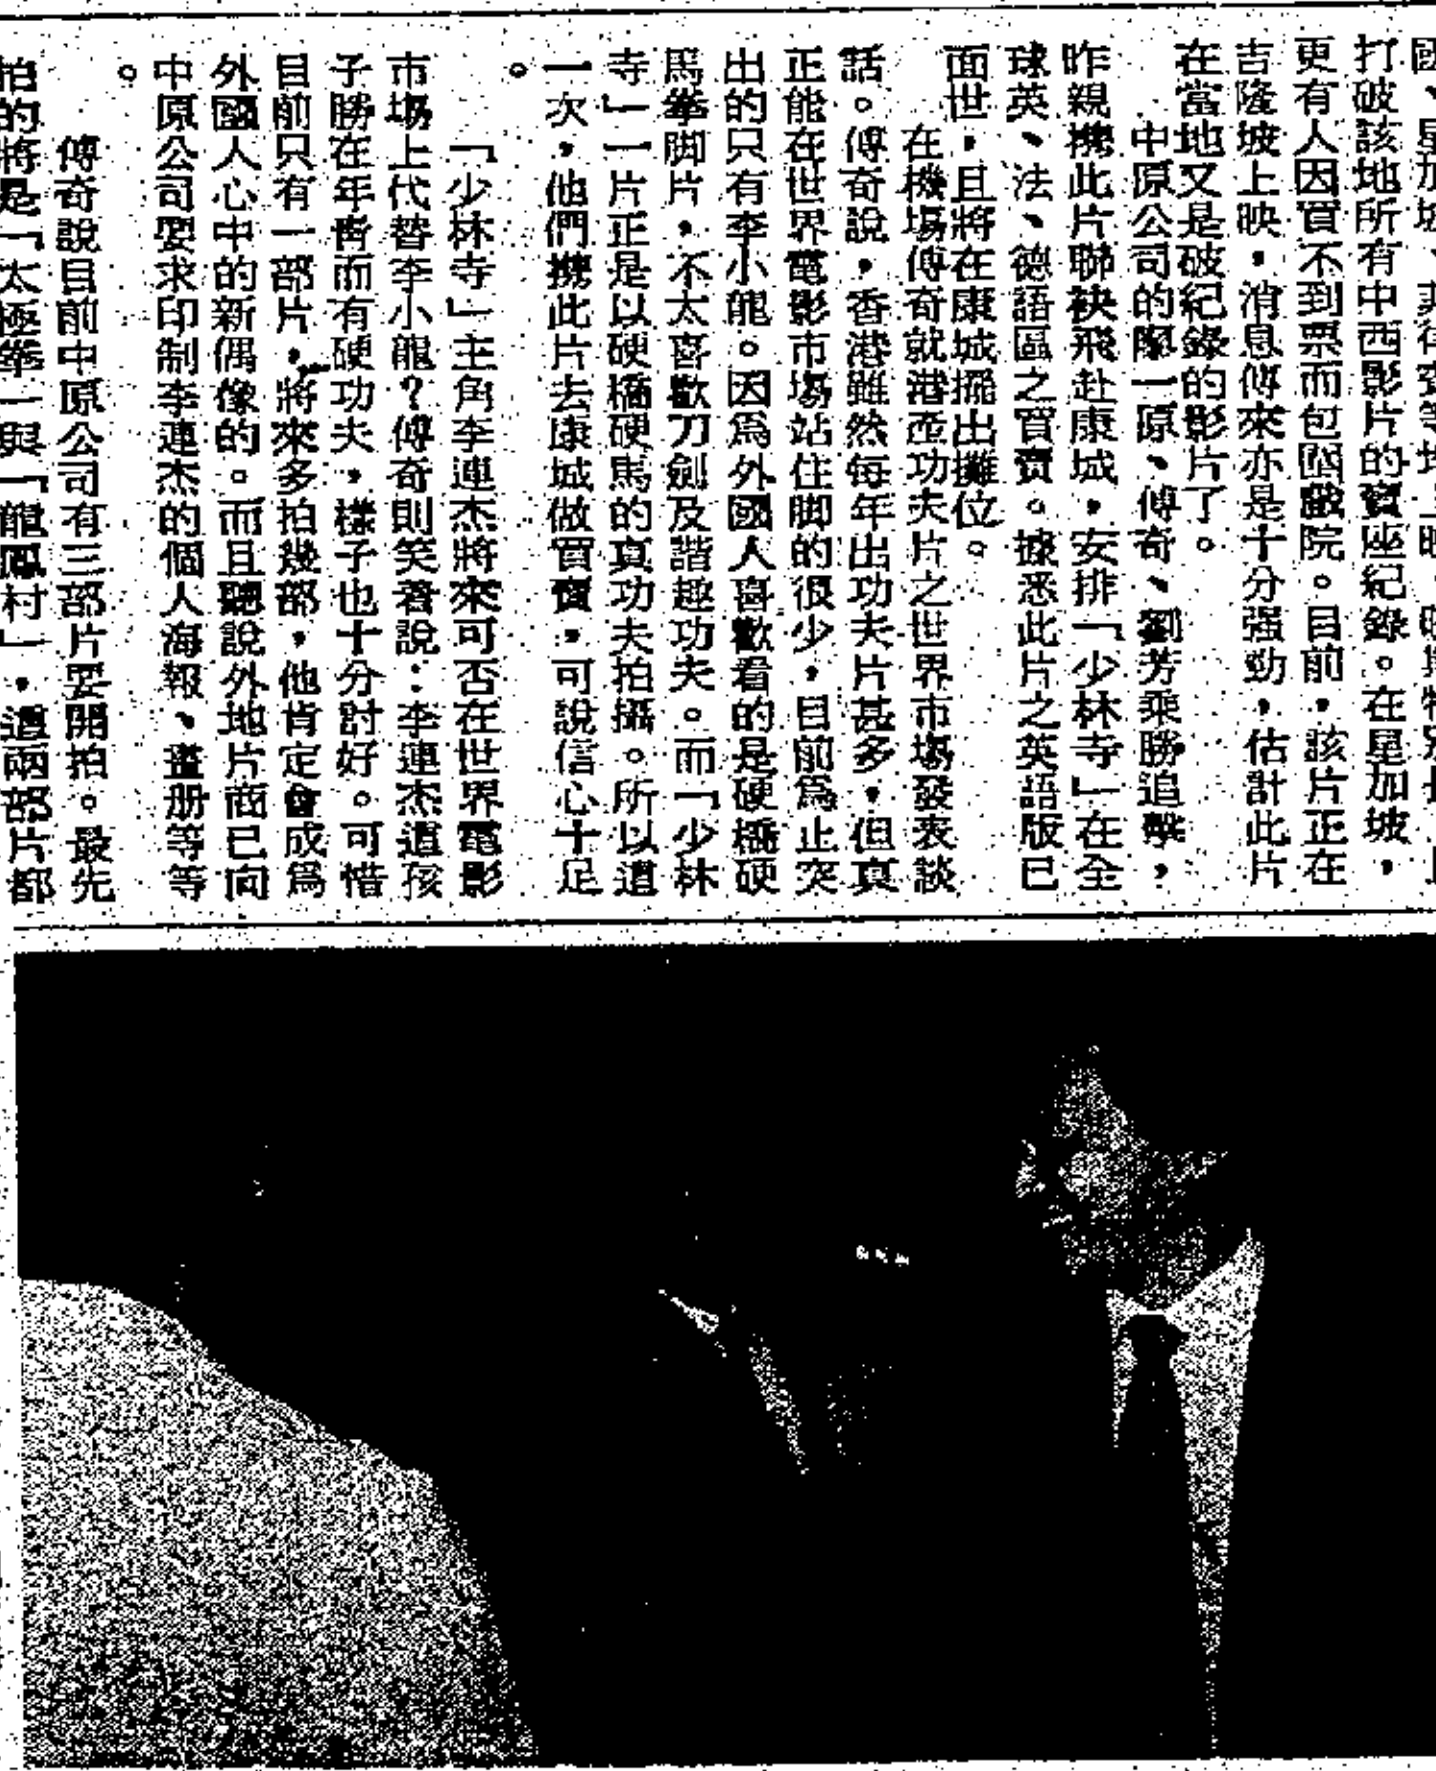 打破該地所有中西影片的賣座紀錄。在星加坡，
更有人因買不到票而包圍戲院。目前，該片正在
吉隆坡上映，消息傳來亦是十分强勁，估計此片
在當地又是破紀錄的影片了。
中原公司的陳一原、傅奇、劉芳乘勝追擊，
昨親携此片聯袂飛赴康城，安排「少林寺」在全
球英、法、德語區之買賣。據悉此片之英語版已
面世，且將在康城擺出攤位。
在機場傅奇就港產功夫片之世界市場發表談
話。傅奇說，香港雖然每年出功夫片甚多，但眞
正能在世界電影市場站住脚的很少，目前爲止突
出的只有李小龍。因爲外國人喜歡看的是硬橋硬
馬拳脚片，不太喜歡刀劍及諧趣功夫。而「少林
寺」一片正是以硬橋硬馬的真功夫拍攝。所以這
一次，他們携此片去康城做買賣，可說信心十足
。
「少林寺」主角李連杰將來可否在世界電影
市場上代替李小龍？傅奇則笑着說：李連杰這孩
子勝在年靑而有硬功夫，樣子也十分討好。可惜
目前只有一部片，將來多拍幾部，他肯定會成爲
外國人心中的新偶像的。而且聽說外地片商已向
中原公司要求印制李連杰的個人海報、畫册等等
。
傅奇說目前中原公司有三部片要開拍。最先
拍的將是「太極拳」與「龍鳳村」，這兩部片都